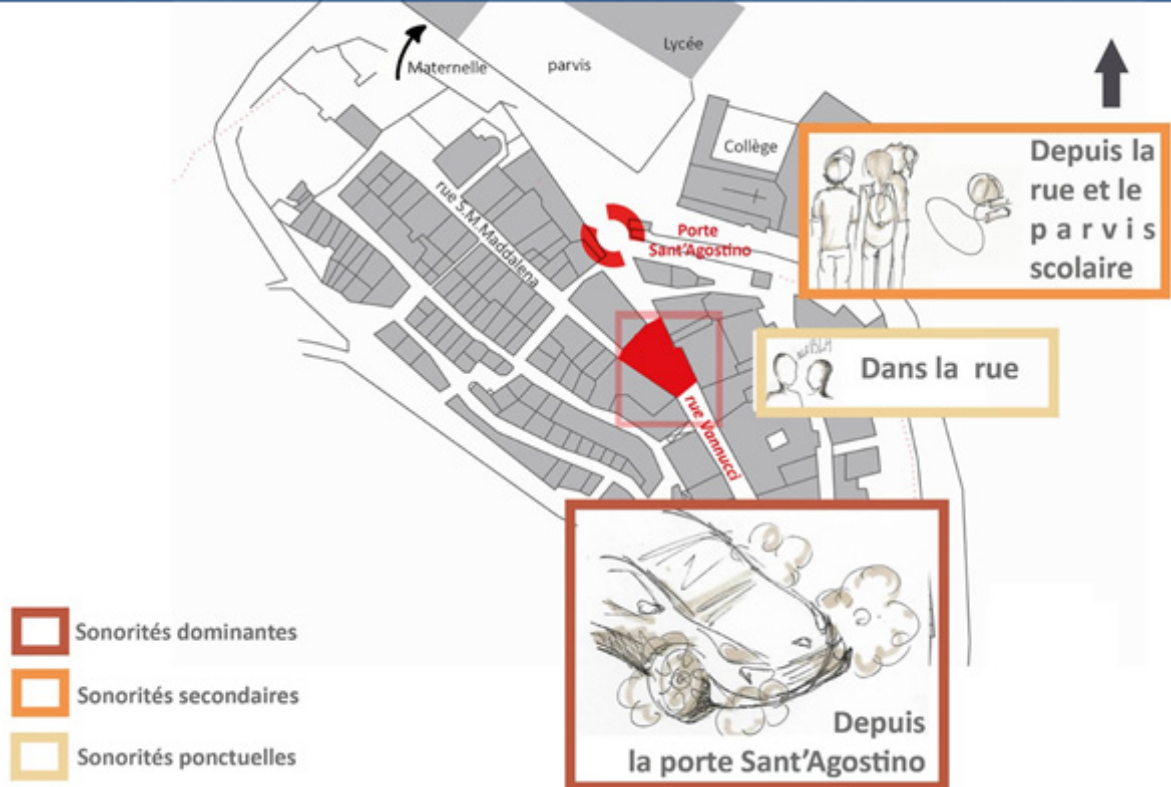 Lycée
parvis
Maternelle
Collège
Depuis la
rue et le
parvis
scolaire
rue S.M.Maddalena
Porte
Sant'Agostino
Dans la rue
rue Vannucci
Sonorités dominantes
Sonorités secondaires
Sonorités ponctuelles
Depuis
la porte Sant'Agostino